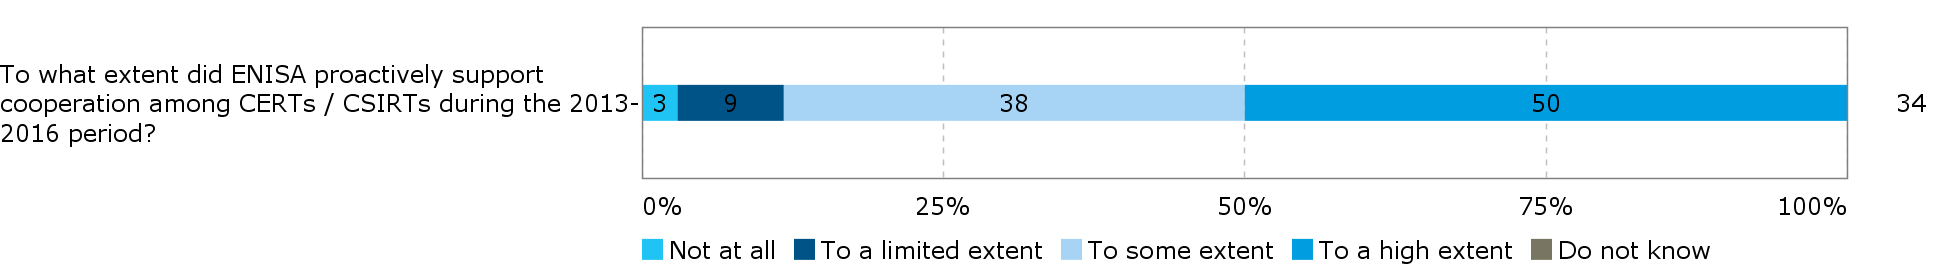 To what extent did ENISA proactively support
cooperation among CERTs / CSIRTs during the 2013-
2016 period?
3 9 38 50 34
0% 25% 50% 75% 100%
Not at all To a limited extent To some extent To a high extent Do not know